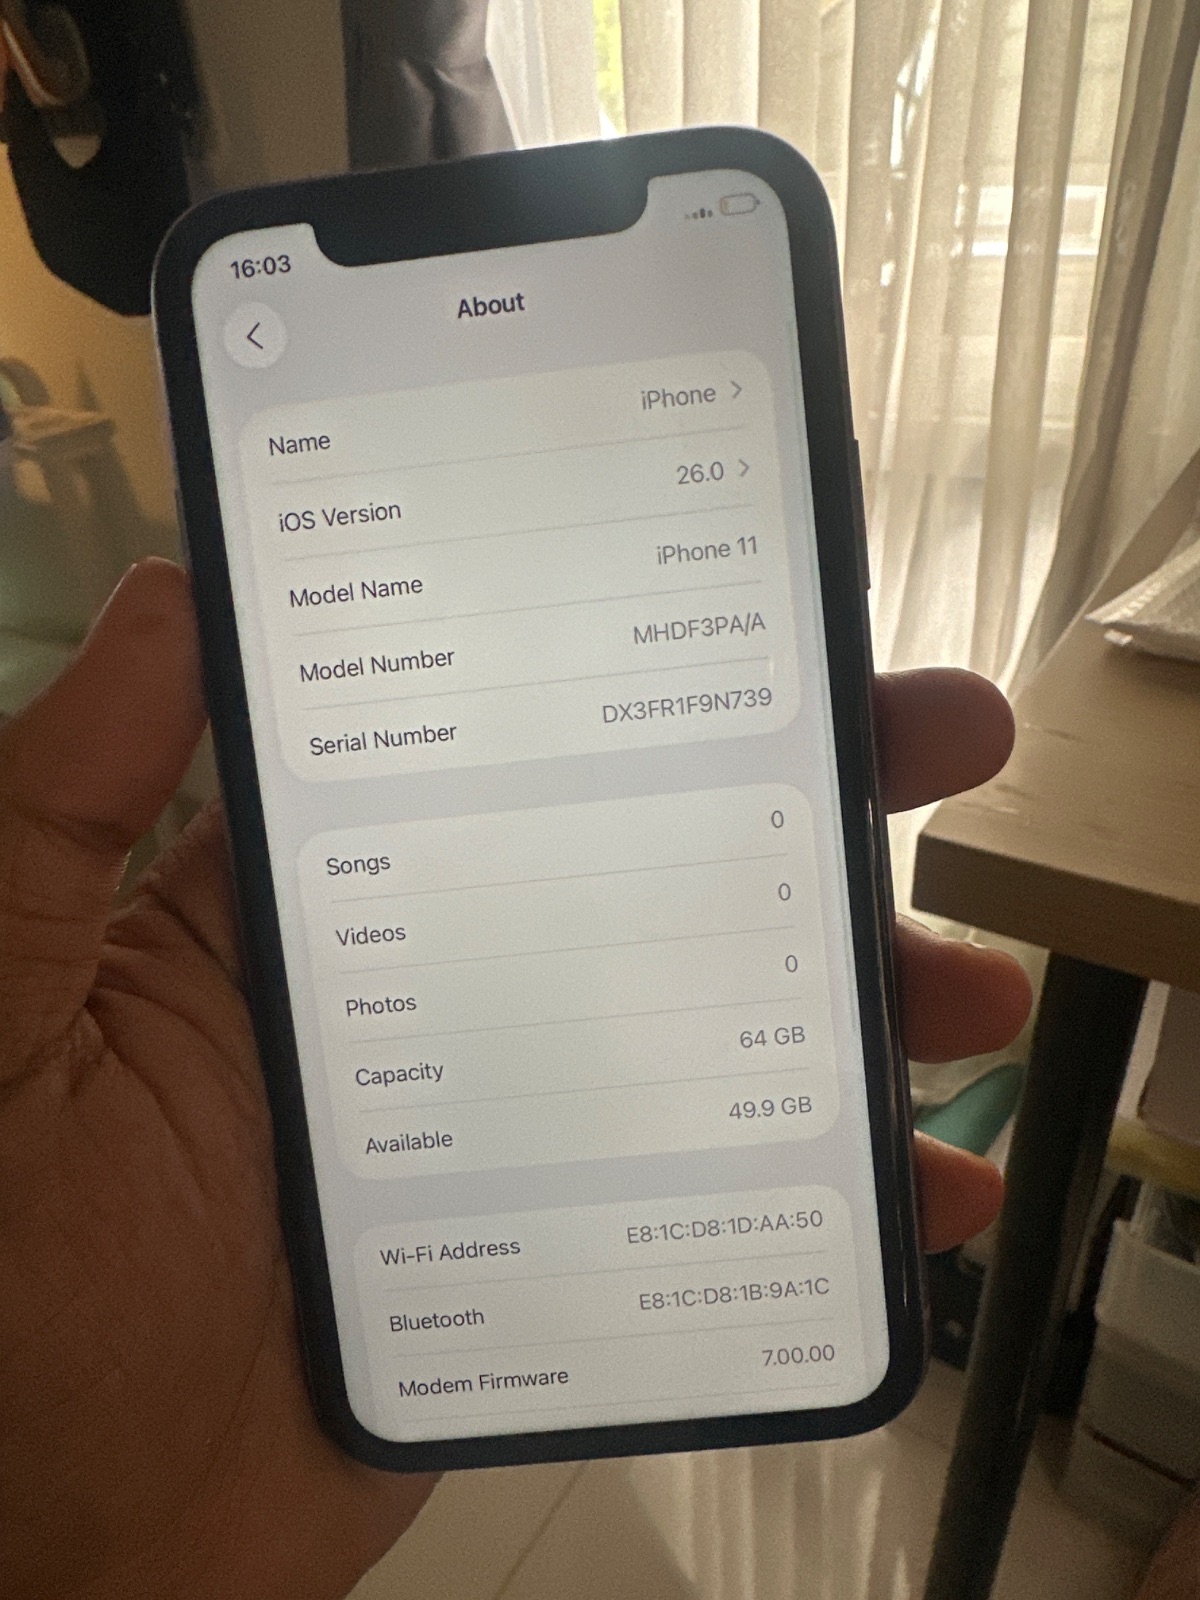 16:03
About
Name iPhone
iOS Version 26.0
Model Name iPhone 11
Model Number MHDF3PA/A
Serial Number DX3FR1F9N739
Songs 0
Videos 0
Photos 0
Capacity 64 GB
Available 49.9 GB
Wi-Fi Address E8:1C:D8:1D:AA:50
Bluetooth E8:1C:D8:1B:9A:1C
Modem Firmware 7.00.00